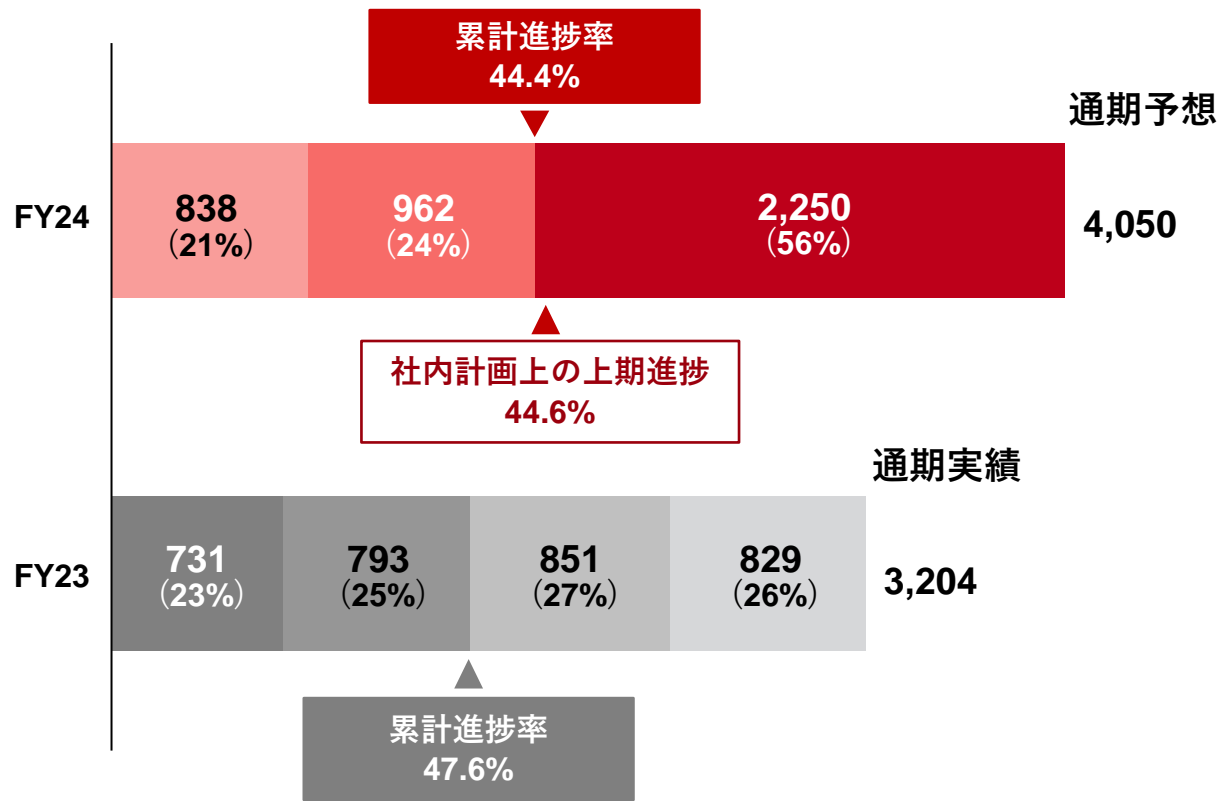 累計進捗率
44.4%
通期予想
FY24
838
（21%）
962
（24%）
2,250
（56%）
4,050
社内計画上の上期進捗
44.6%
通期実績
FY23
731
（23%）
793
（25%）
851
（27%）
829
（26%）
3,204
累計進捗率
47.6%